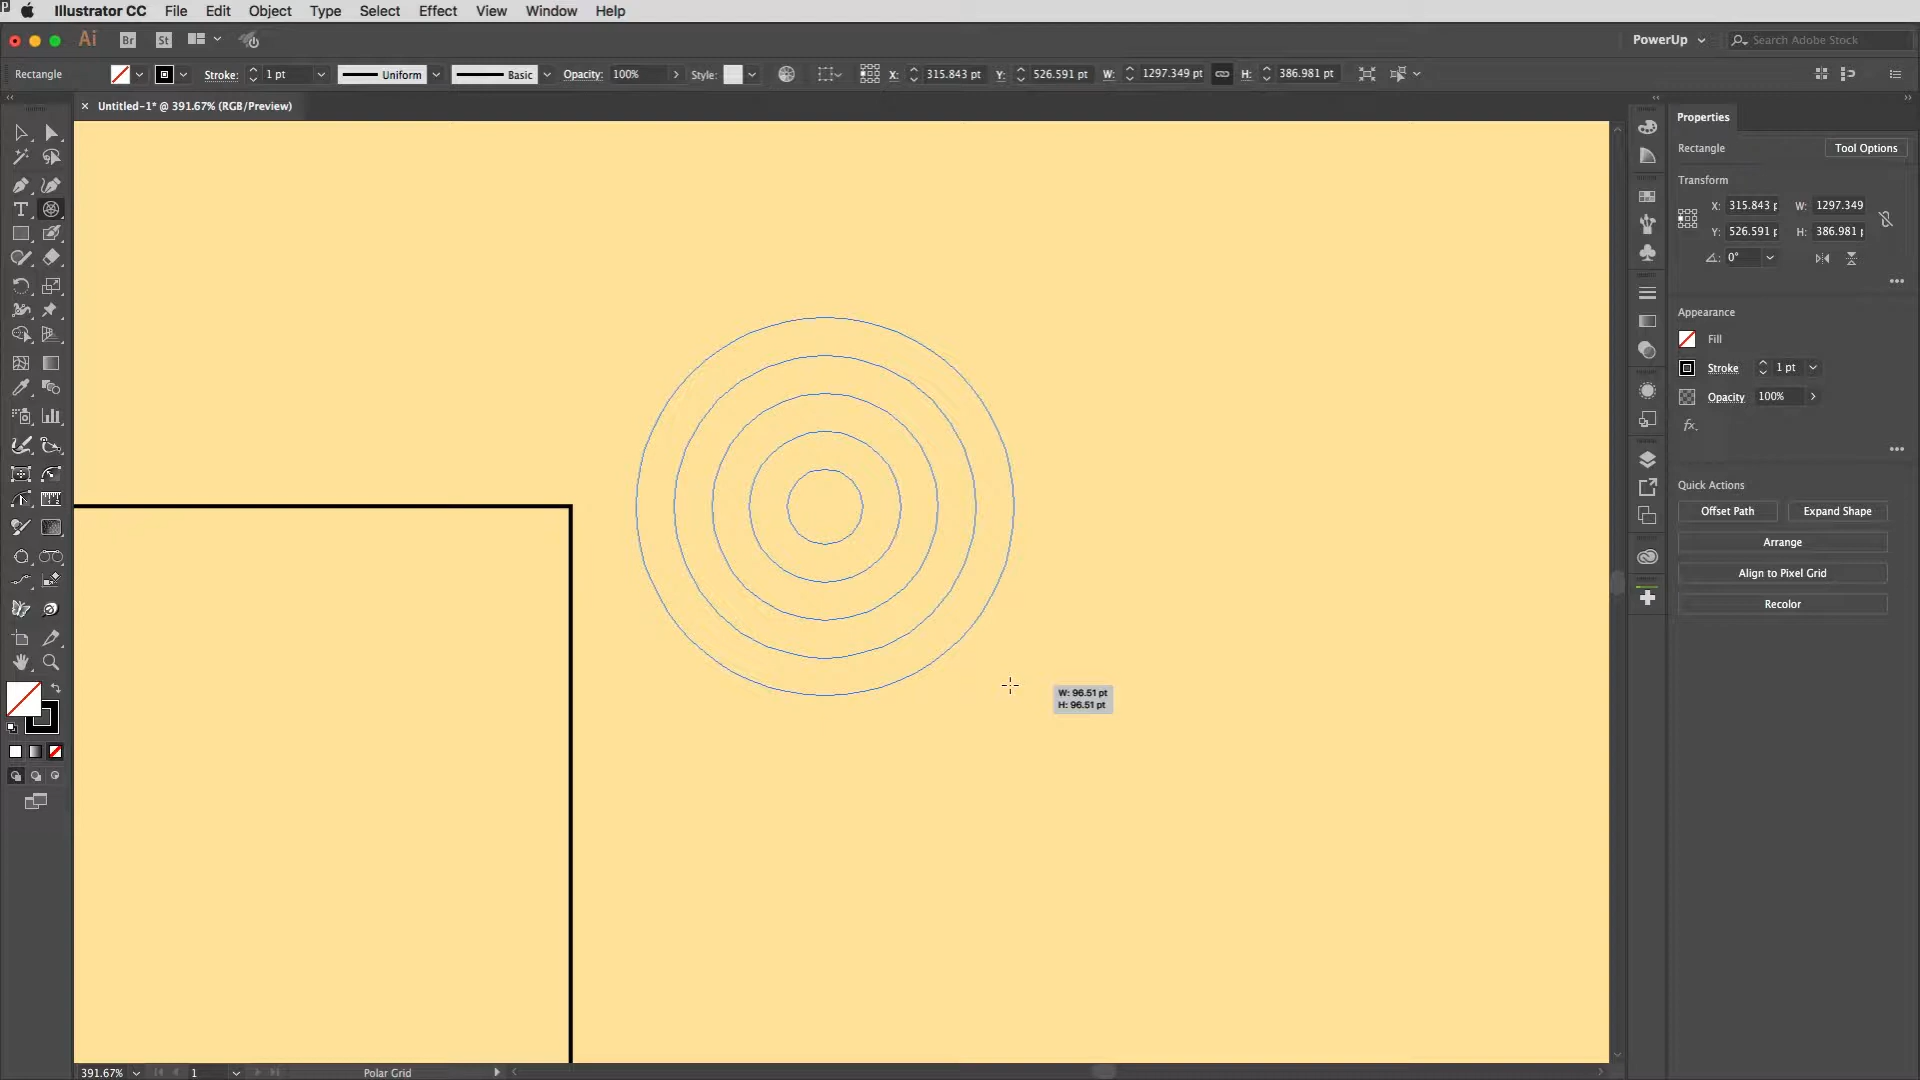 Illustrator CC File Edit Object Type Select Effect View Window Help
Ai Br St PowerUp Search Adobe Stock
Rectangle Stroke: 1 pt Uniform Basic Opacity: 100% Style: X: 315.843 pt Y: 526.591 pt W: 1297.349 pt H: 386.981 pt
× Untitled-1* @ 391.67% (RGB/Preview)
Properties
Rectangle Tool Options
Transform
X: 315.843 p W: 1297.349
Y: 526.591 p H: 386.981 p
0°
Appearance
Fill
Stroke 1 pt
Opacity 100%
fx.
Quick Actions
Offset Path Expand Shape
Arrange
Align to Pixel Grid
Recolor
W: 96.51 pt
H: 96.51 pt
391.67% 1 Polar Grid